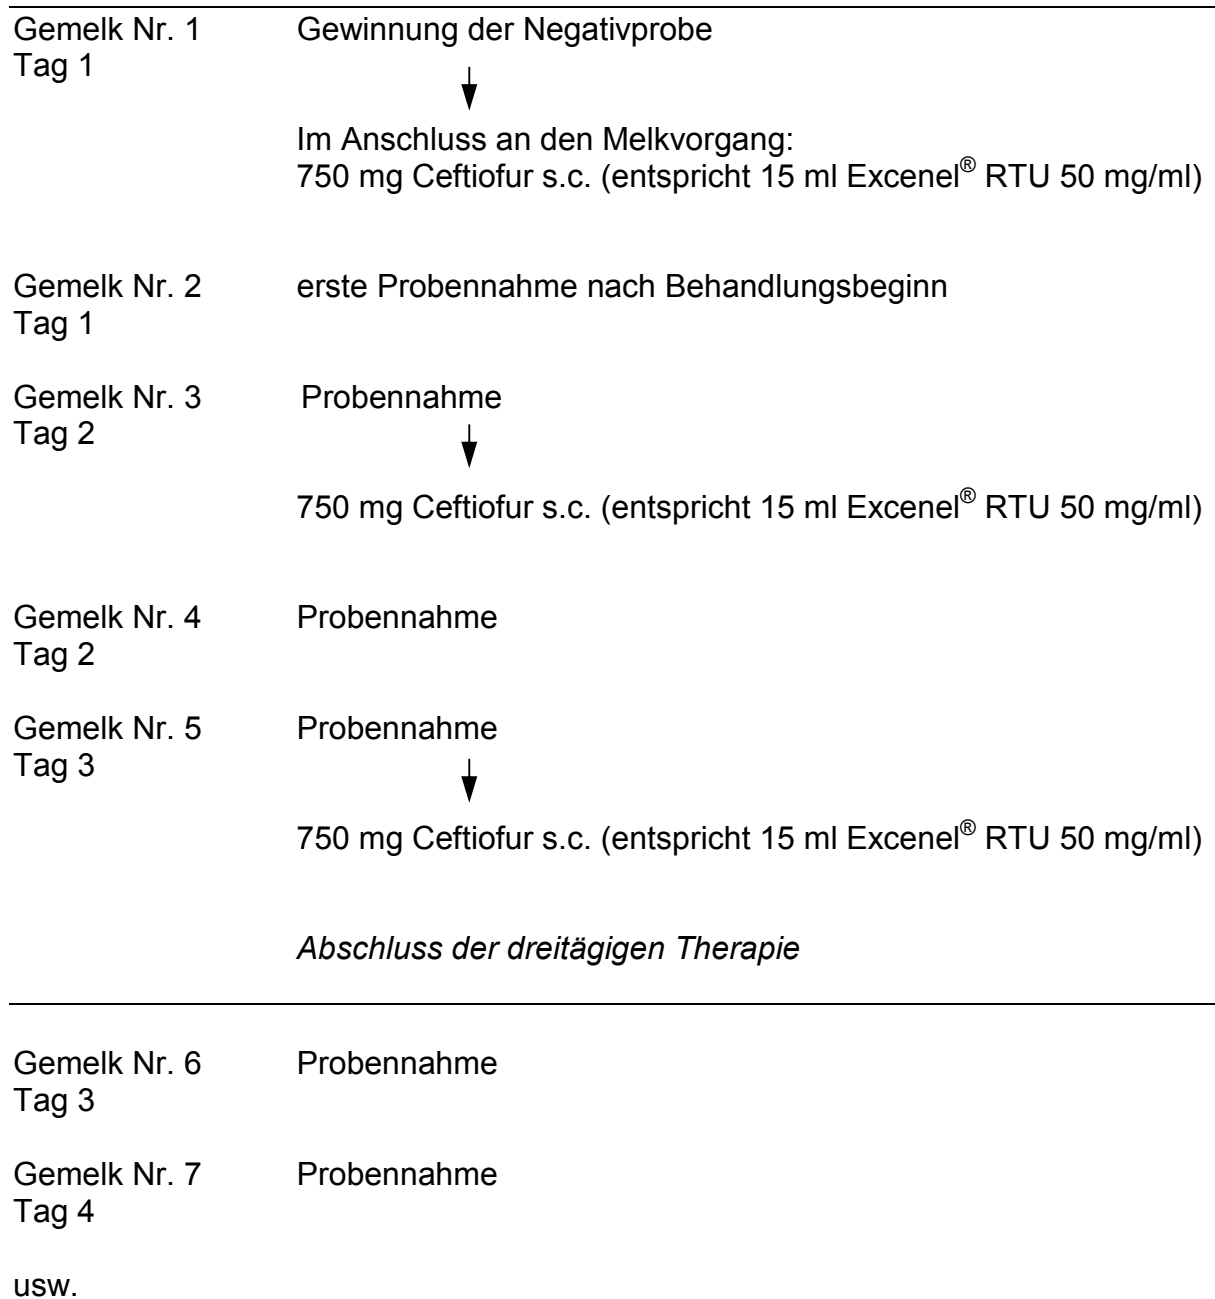 Gemelk Nr. 1 Gewinnung der Negativprobe
Tag 1
Im Anschluss an den Melkvorgang:
750 mg Ceftiofur s.c. (entspricht 15 ml Excenel® RTU 50 mg/ml)
Gemelk Nr. 2 erste Probennahme nach Behandlungsbeginn
Tag 1
Gemelk Nr. 3 Probennahme
Tag 2
750 mg Ceftiofur s.c. (entspricht 15 ml Excenel® RTU 50 mg/ml)
Gemelk Nr. 4 Probennahme
Tag 2
Gemelk Nr. 5 Probennahme
Tag 3
750 mg Ceftiofur s.c. (entspricht 15 ml Excenel® RTU 50 mg/ml)
Abschluss der dreitägigen Therapie
Gemelk Nr. 6 Probennahme
Tag 3
Gemelk Nr. 7 Probennahme
Tag 4
usw.